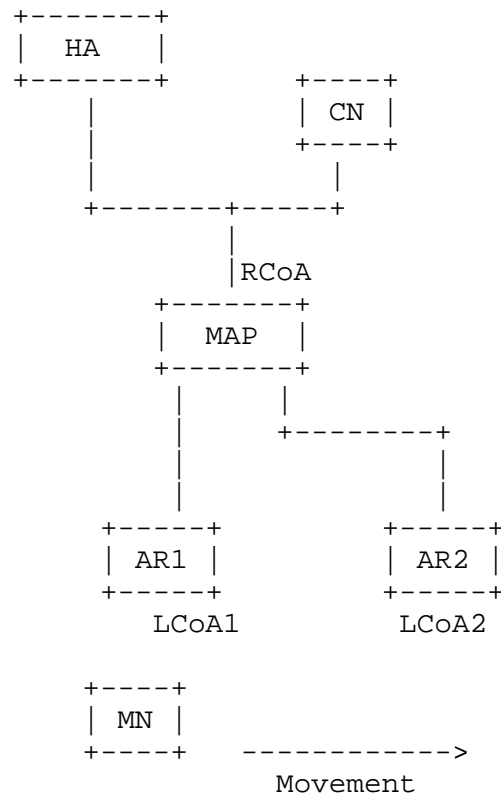 HA
CN
RCoA
MAP
AR1 AR2
LCoA1 LCoA2
MN
Movement